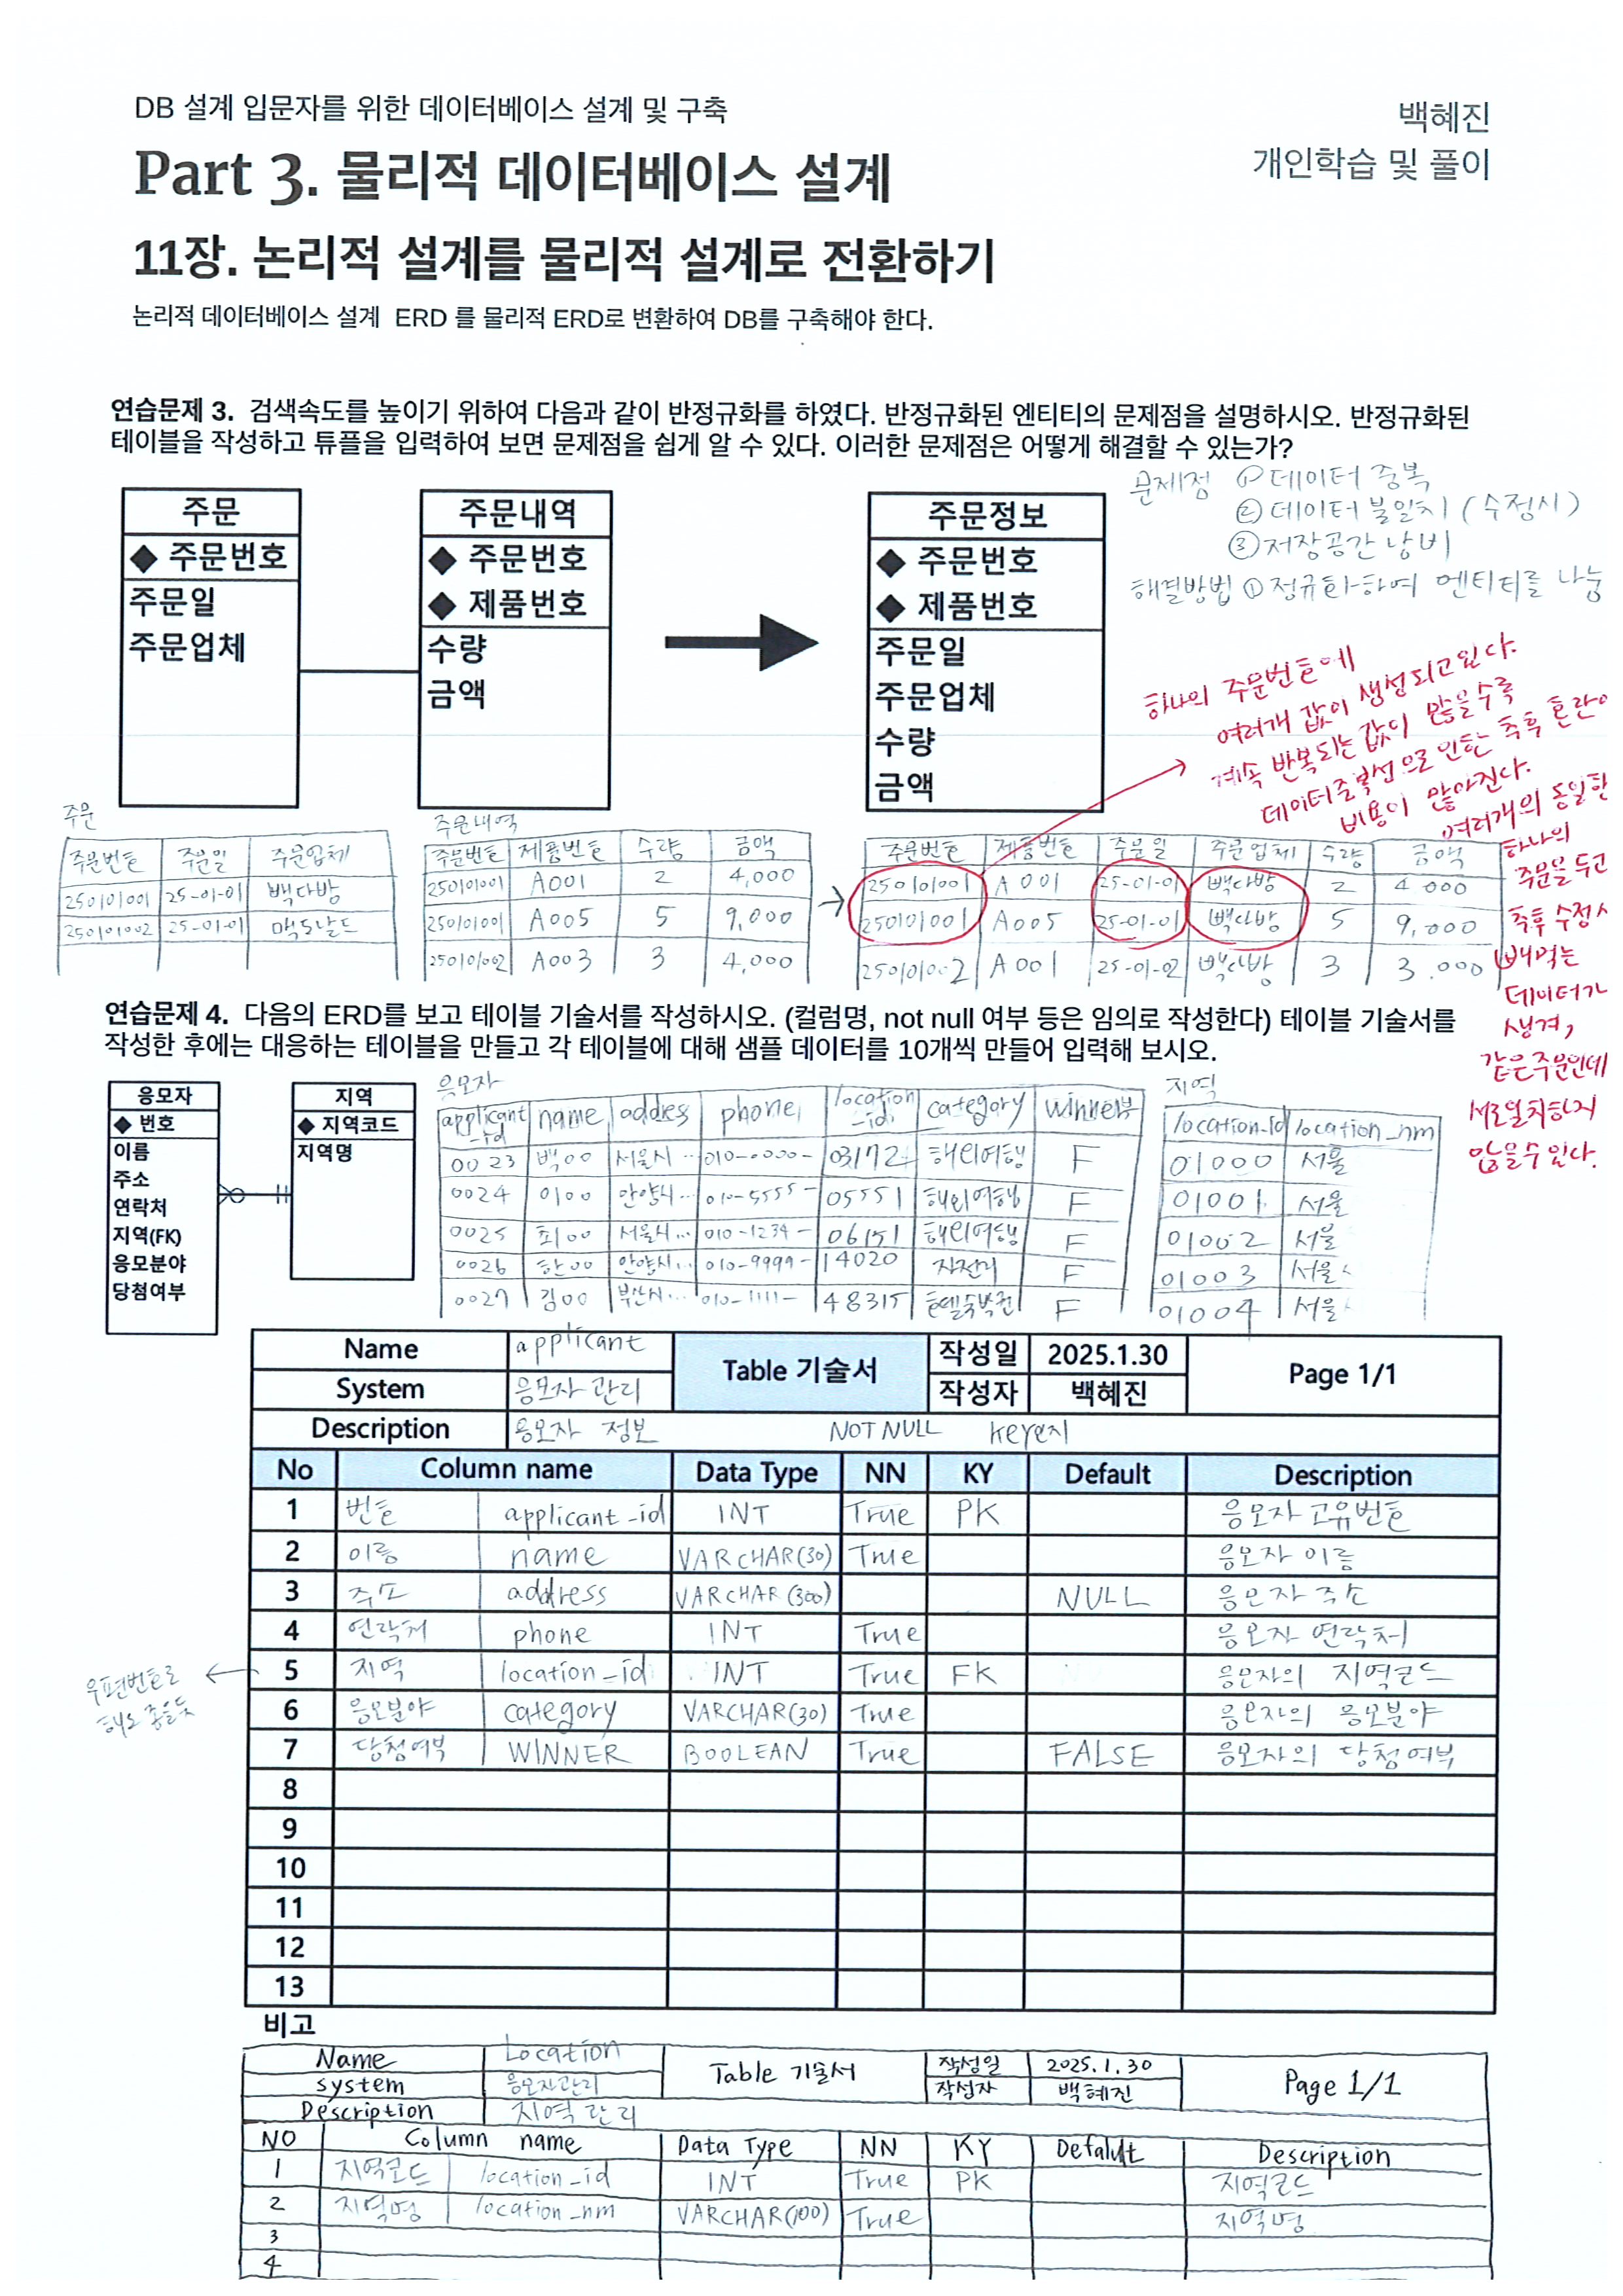 DB 설계 입문자를 위한 데이터베이스 설계 및 구축
백혜진
개인학습 및 풀이
Part 3. 물리적 데이터베이스 설계
11장. 논리적 설계를 물리적 설계로 전환하기
논리적 데이터베이스 설계 ERD 를 물리적 ERD로 변환하여 DB를 구축해야 한다.
연습문제 3. 검색속도를 높이기 위하여 다음과 같이 반정규화를 하였다. 반정규화된 엔티티의 문제점을 설명하시오. 반정규화된
테이블을 작성하고 튜플을 입력하여 보면 문제점을 쉽게 알 수 있다. 이러한 문제점은 어떻게 해결할 수 있는가?
문제점 ① 데이터 중복
② 데이터 불일치 (수정시)
③ 저장공간 낭비
해결방법 ① 정규화하여 엔티티를 나눔
주문
◆ 주문번호
주문일
주문업체
주문내역
◆ 주문번호
◆ 제품번호
수량
금액
주문정보
◆ 주문번호
◆ 제품번호
주문일
주문업체
수량
금액
하나의 주문번호에
여러개 값이 생성되고있다.
계속 반복되는 값이 많을수록
데이터중복성으로 인한 추후 혼란
비용이 많아진다.
여러개의 동일한
하나의
주문을 두고
추후 수정시
빼먹는
데이터가
생겨,
같은주문인데
서로일치하지
않을수있다.
주문
주문번호 주문일 주문업체
250101001 25-01-01 빽다방
250101002 25-01-01 맥도날드
주문내역
주문번호 제품번호 수량 금액
250101001 A001 2 4,000
250101001 A005 5 9,000
250101002 A003 3 4,000
주문번호 제품번호 주문일 주문업체 수량 금액
250101001 A001 25-01-01 빽다방 2 4000
250101001 A005 25-01-01 빽다방 5 9,000
250101002 A001 25-01-02 빽다방 3 3.000
연습문제 4. 다음의 ERD를 보고 테이블 기술서를 작성하시오. (컬럼명, not null 여부 등은 임의로 작성한다) 테이블 기술서를
작성한 후에는 대응하는 테이블을 만들고 각 테이블에 대해 샘플 데이터를 10개씩 만들어 입력해 보시오.
응모자
◆ 번호
이름
주소
연락처
지역(FK)
응모분야
당첨여부
지역
◆ 지역코드
지역명
응모자
applicant_id name addess phone location_id category winner
0023 백00 서울시... 010-0000- 03172 해외여행 F
0024 이00 안양시... 010-5555- 05551 해외여행 F
0025 최00 서울시... 010-1234- 06151 해외여행 F
0026 한00 안양시... 010-9999- 14020 자전거 F
0027 김00 부산시... 010-1111- 48315 호텔숙박권 F
지역
location_id location_nm
01000 서울
01001 서울
01002 서울
01003 서울
01004 서울
Name applicant Table 기술서 작성일 2025.1.30 Page 1/1
System 응모자 관리 작성자 백혜진
Description 응모자 정보 NOT NULL key인지
No Column name Data Type NN KY Default Description
1 번호 applicant_id INT True PK 응모자 고유번호
2 이름 name VARCHAR(30) True 응모자 이름
3 주소 address VARCHAR(300) NULL 응모자 주소
4 연락처 phone INT True 응모자 연락처
5 지역 location_id INT True FK 응모자의 지역코드
6 응모분야 category VARCHAR(30) True 응모자의 응모분야
7 당첨여부 WINNER BOOLEAN True FALSE 응모자의 당첨여부
8
9
10
11
12
13
우편번호로
해도 좋을듯
비고
Name Location Table 기술서 작성일 2025.1.30 Page 1/1
system 응모자관리 작성자 백혜진
Description 지역 관리
NO Column name Data Type NN KY Defalult Description
1 지역코드 location_id INT True PK 지역코드
2 지역명 location_nm VARCHAR(100) True 지역명
3
4